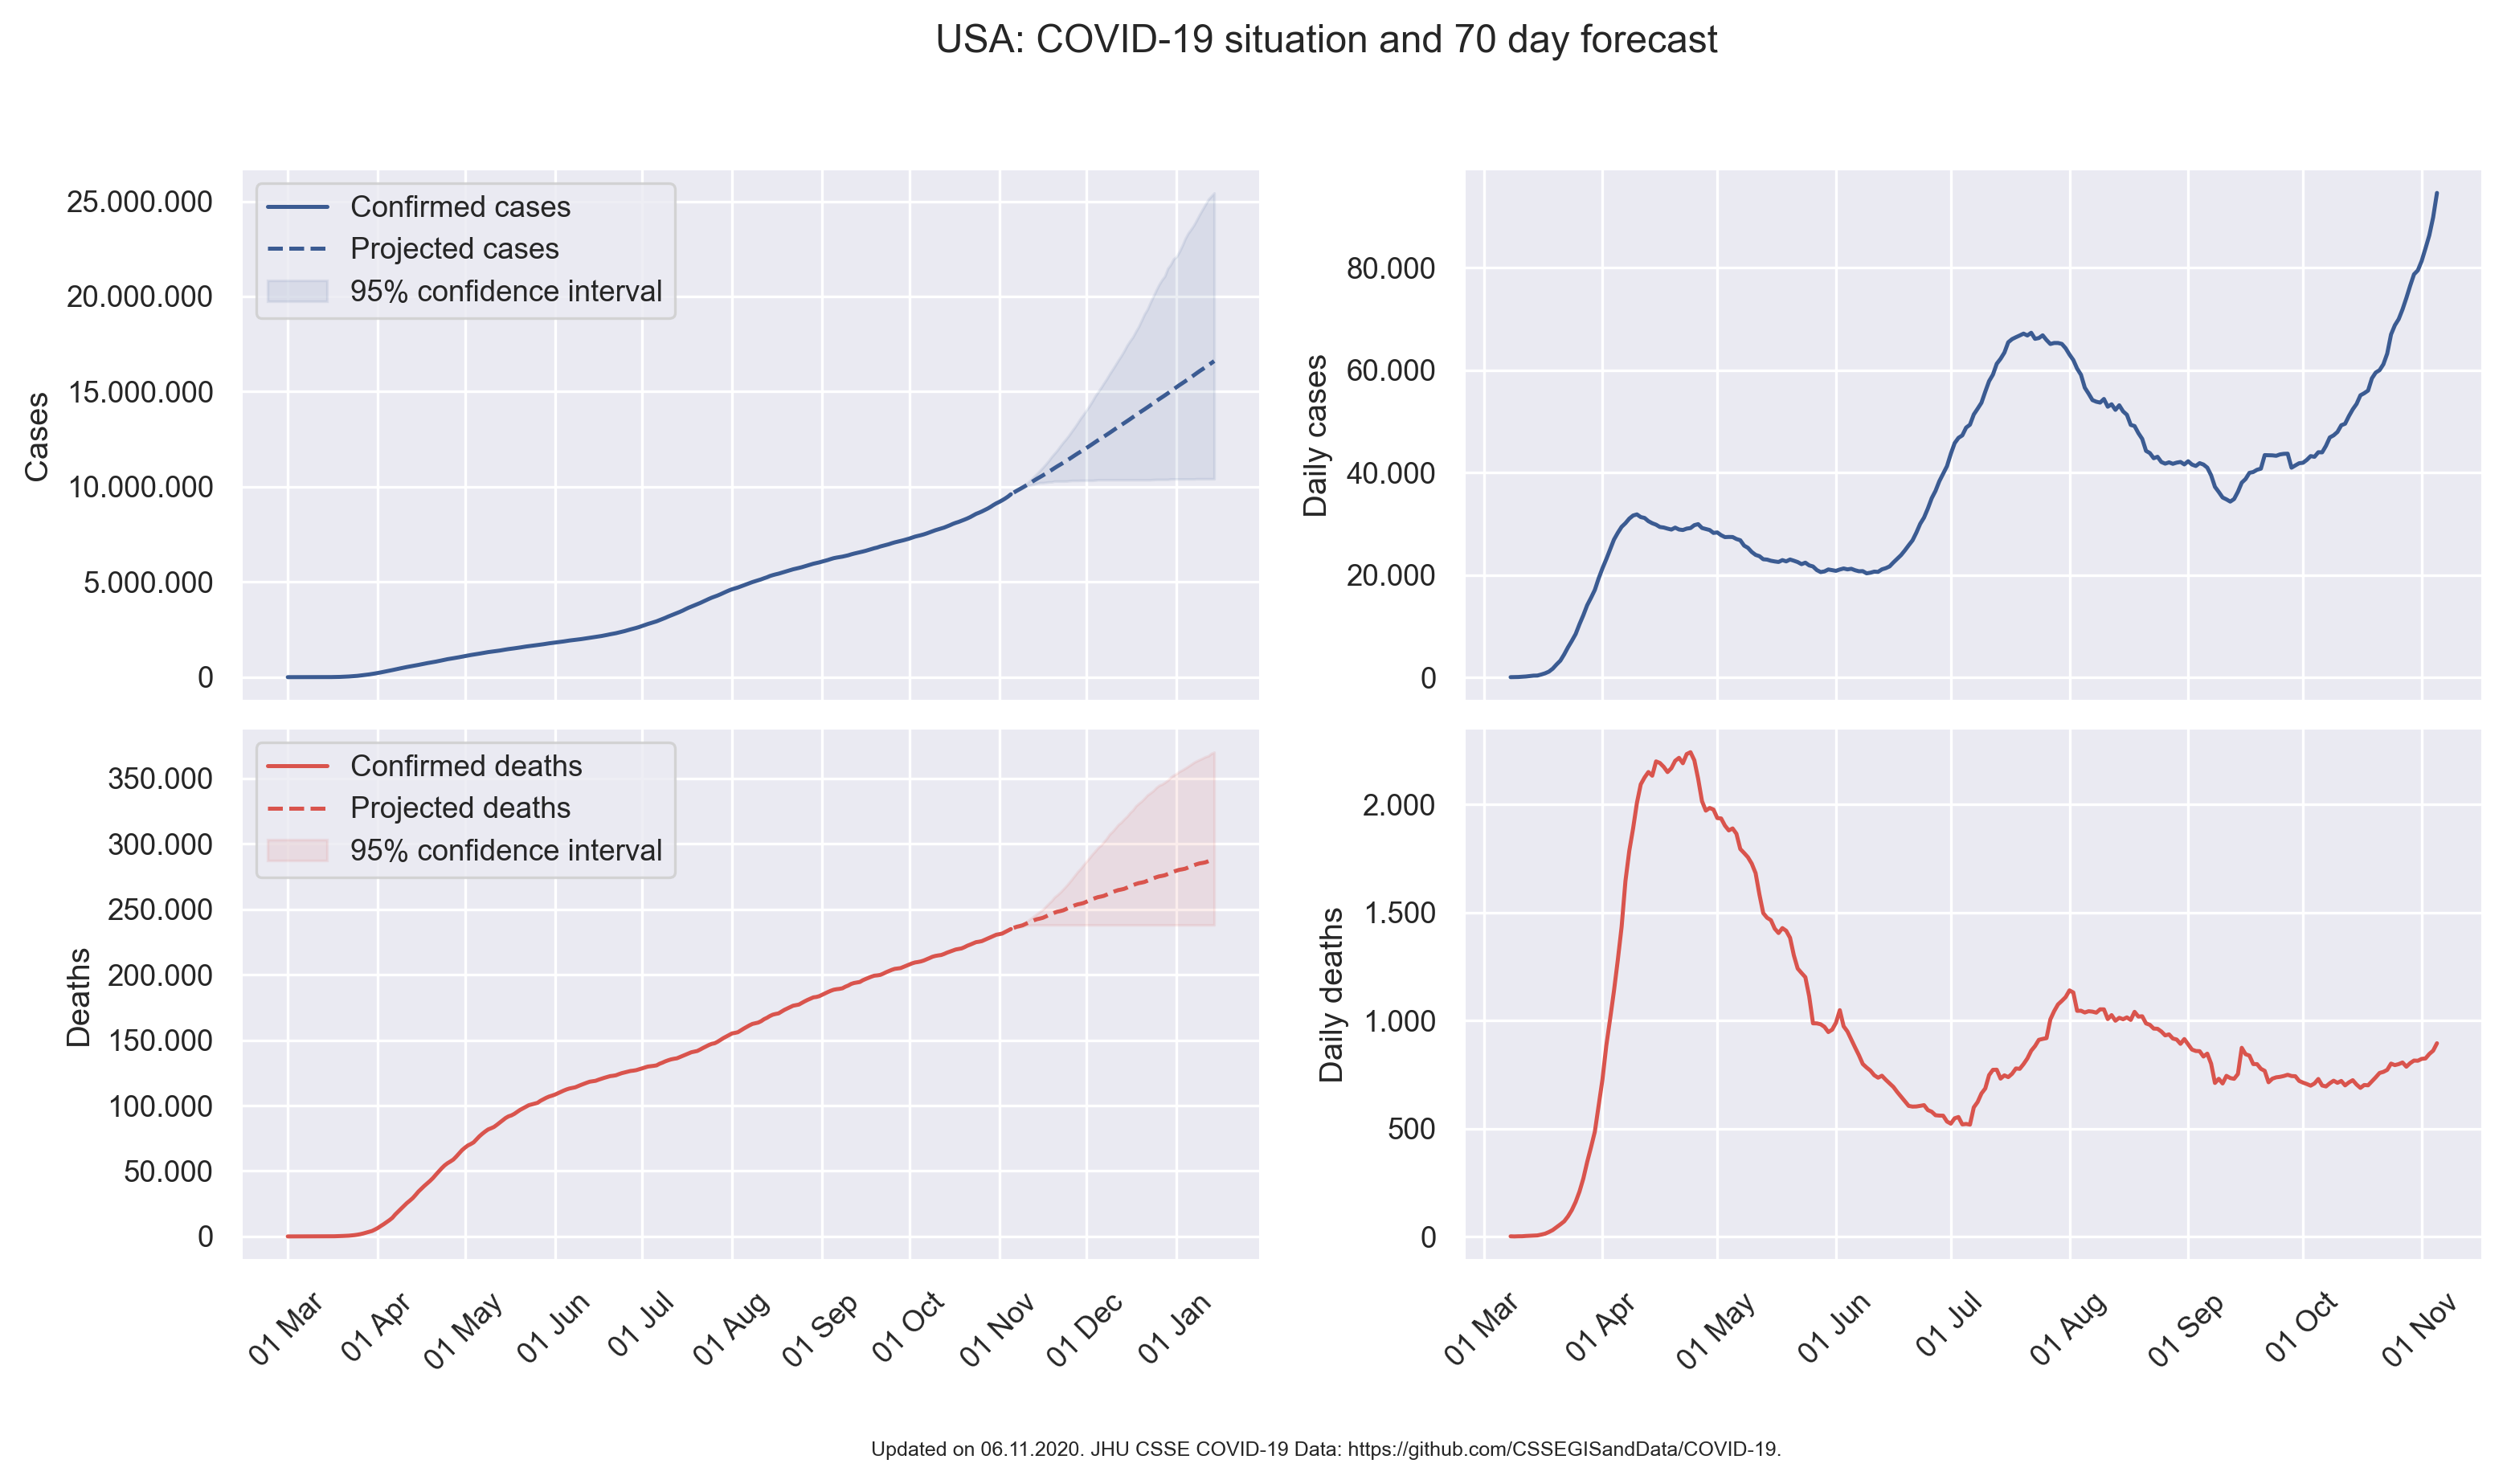 USA: COVID-19 situation and 70 day forecast
Cases
25.000.000
20.000.000
15.000.000
10.000.000
5.000.000
0
Confirmed cases
Projected cases
95% confidence interval
Daily cases
80.000
60.000
40.000
20.000
0
Deaths
350.000
300.000
250.000
200.000
150.000
100.000
50.000
0
Confirmed deaths
Projected deaths
95% confidence interval
01 Mar
01 Apr
01 May
01 Jun
01 Jul
01 Aug
01 Sep
01 Oct
01 Nov
01 Dec
01 Jan
Daily deaths
2.000
1.500
1.000
500
0
01 Mar
01 Apr
01 May
01 Jun
01 Jul
01 Aug
01 Sep
01 Oct
01 Nov
Updated on 06.11.2020. JHU CSSE COVID-19 Data: https://github.com/CSSEGISandData/COVID-19.